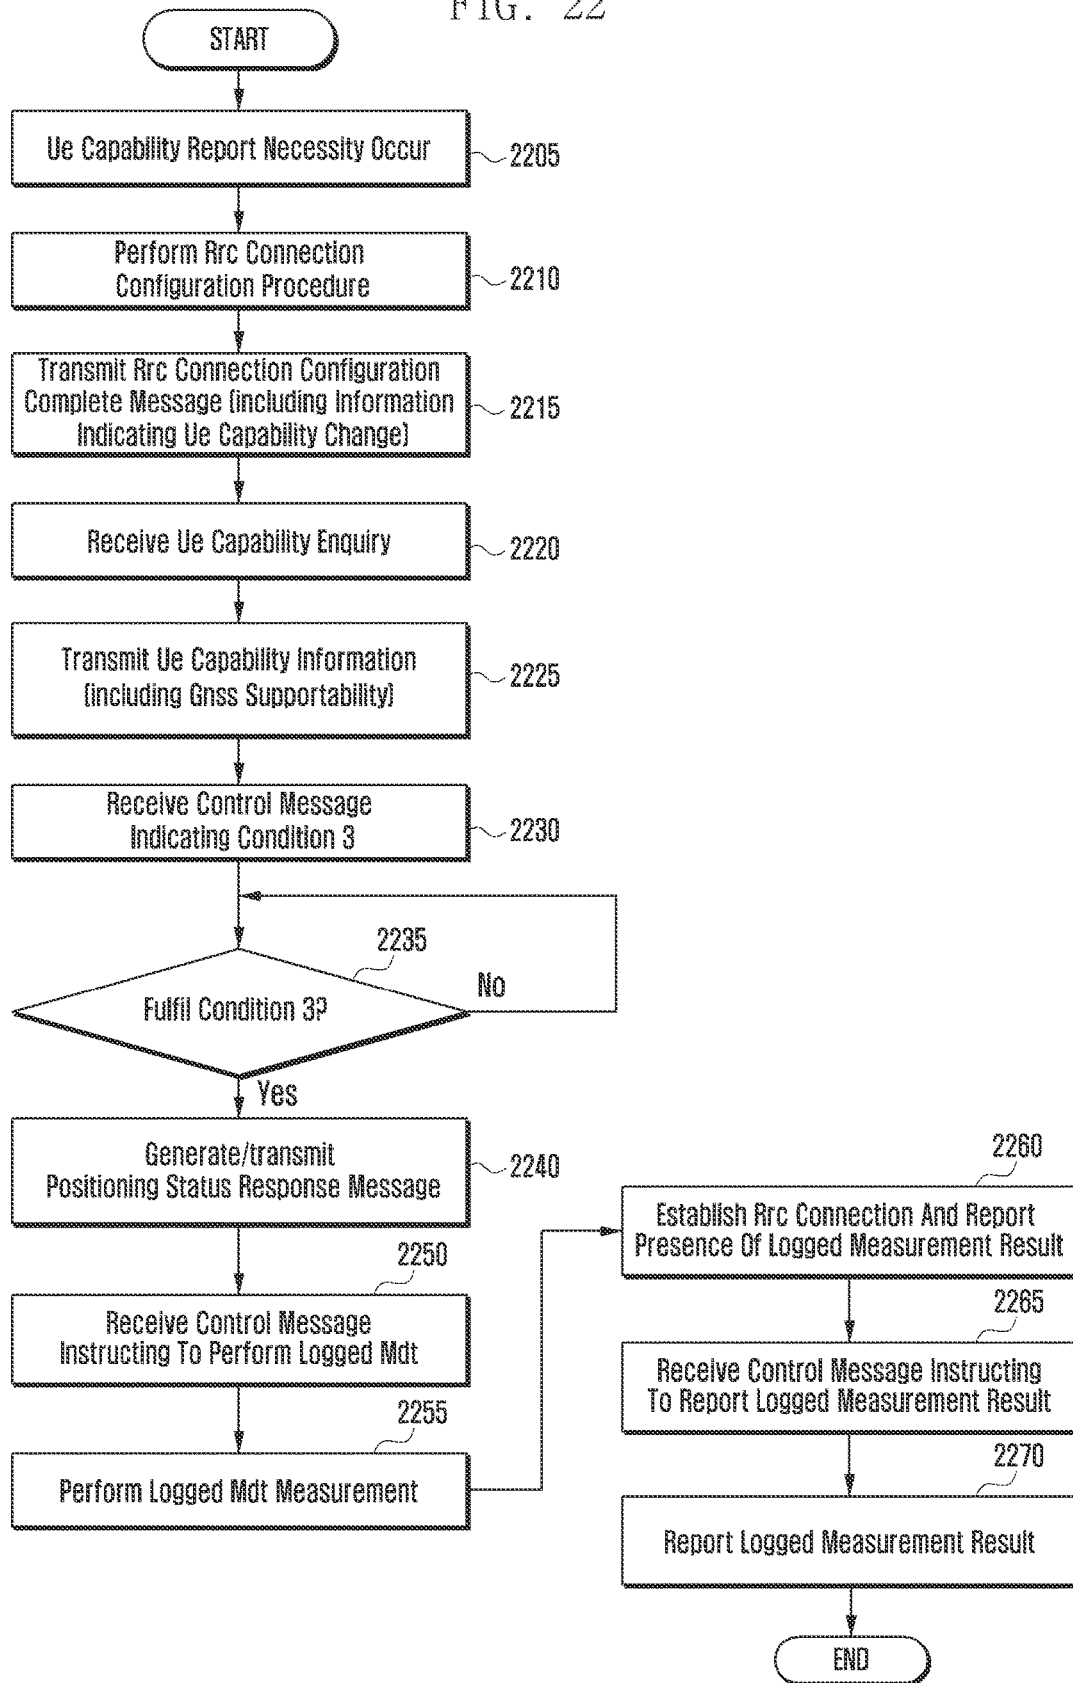 FIG. 22
START
Ue Capability Report Necessity Occur
2205
Perform Rrc Connection
Configuration Procedure
2210
Transmit Rrc Connection Configuration
Complete Message (including Information
Indicating Ue Capability Change)
2215
Receive Ue Capability Enquiry
2220
Transmit Ue Capability Information
(including Gnss Supportability)
2225
Receive Control Message
Indicating Condition 3
2230
2235
Fulfil Condition 3?
No
Yes
Generate/transmit
Positioning Status Response Message
2240
2250
Receive Control Message
Instructing To Perform Logged Mdt
2255
Perform Logged Mdt Measurement
2260
Establish Rrc Connection And Report
Presence Of Logged Measurement Result
2265
Receive Control Message Instructing
To Report Logged Measurement Result
2270
Report Logged Measurement Result
END